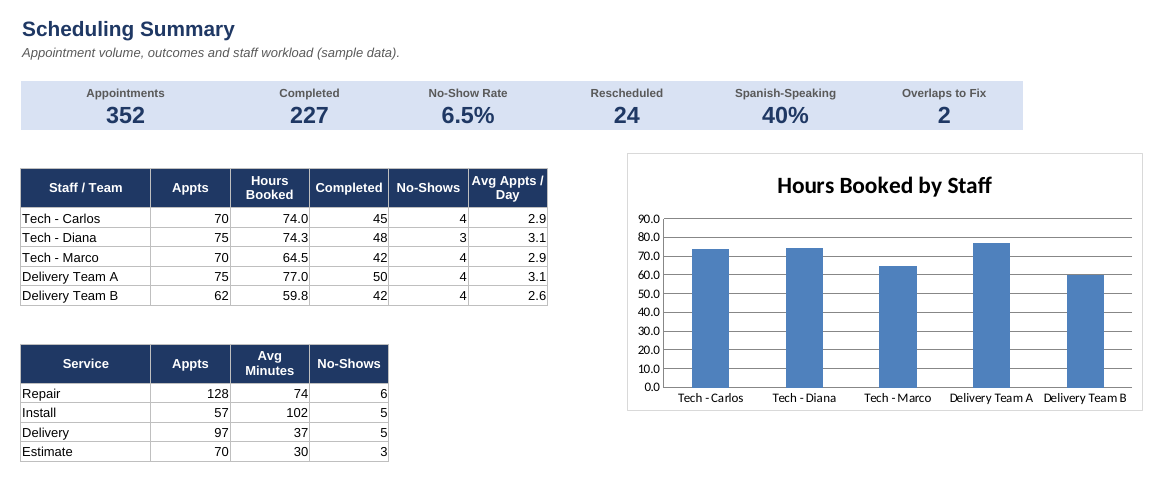 Scheduling Summary
Appointment volume, outcomes and staff workload (sample data).
Appointments Completed No-Show Rate Rescheduled Spanish-Speaking Overlaps to Fix
352 227 6.5% 24 40% 2
Staff / Team Appts Hours Booked Completed No-Shows Avg Appts / Day
Tech - Carlos 70 74.0 45 4 2.9
Tech - Diana 75 74.3 48 3 3.1
Tech - Marco 70 64.5 42 4 2.9
Delivery Team A 75 77.0 50 4 3.1
Delivery Team B 62 59.8 42 4 2.6
Service Appts Avg Minutes No-Shows
Repair 128 74 6
Install 57 102 5
Delivery 97 37 5
Estimate 70 30 3
Hours Booked by Staff
90.0
80.0
70.0
60.0
50.0
40.0
30.0
20.0
10.0
0.0
Tech - Carlos Tech - Diana Tech - Marco Delivery Team A Delivery Team B